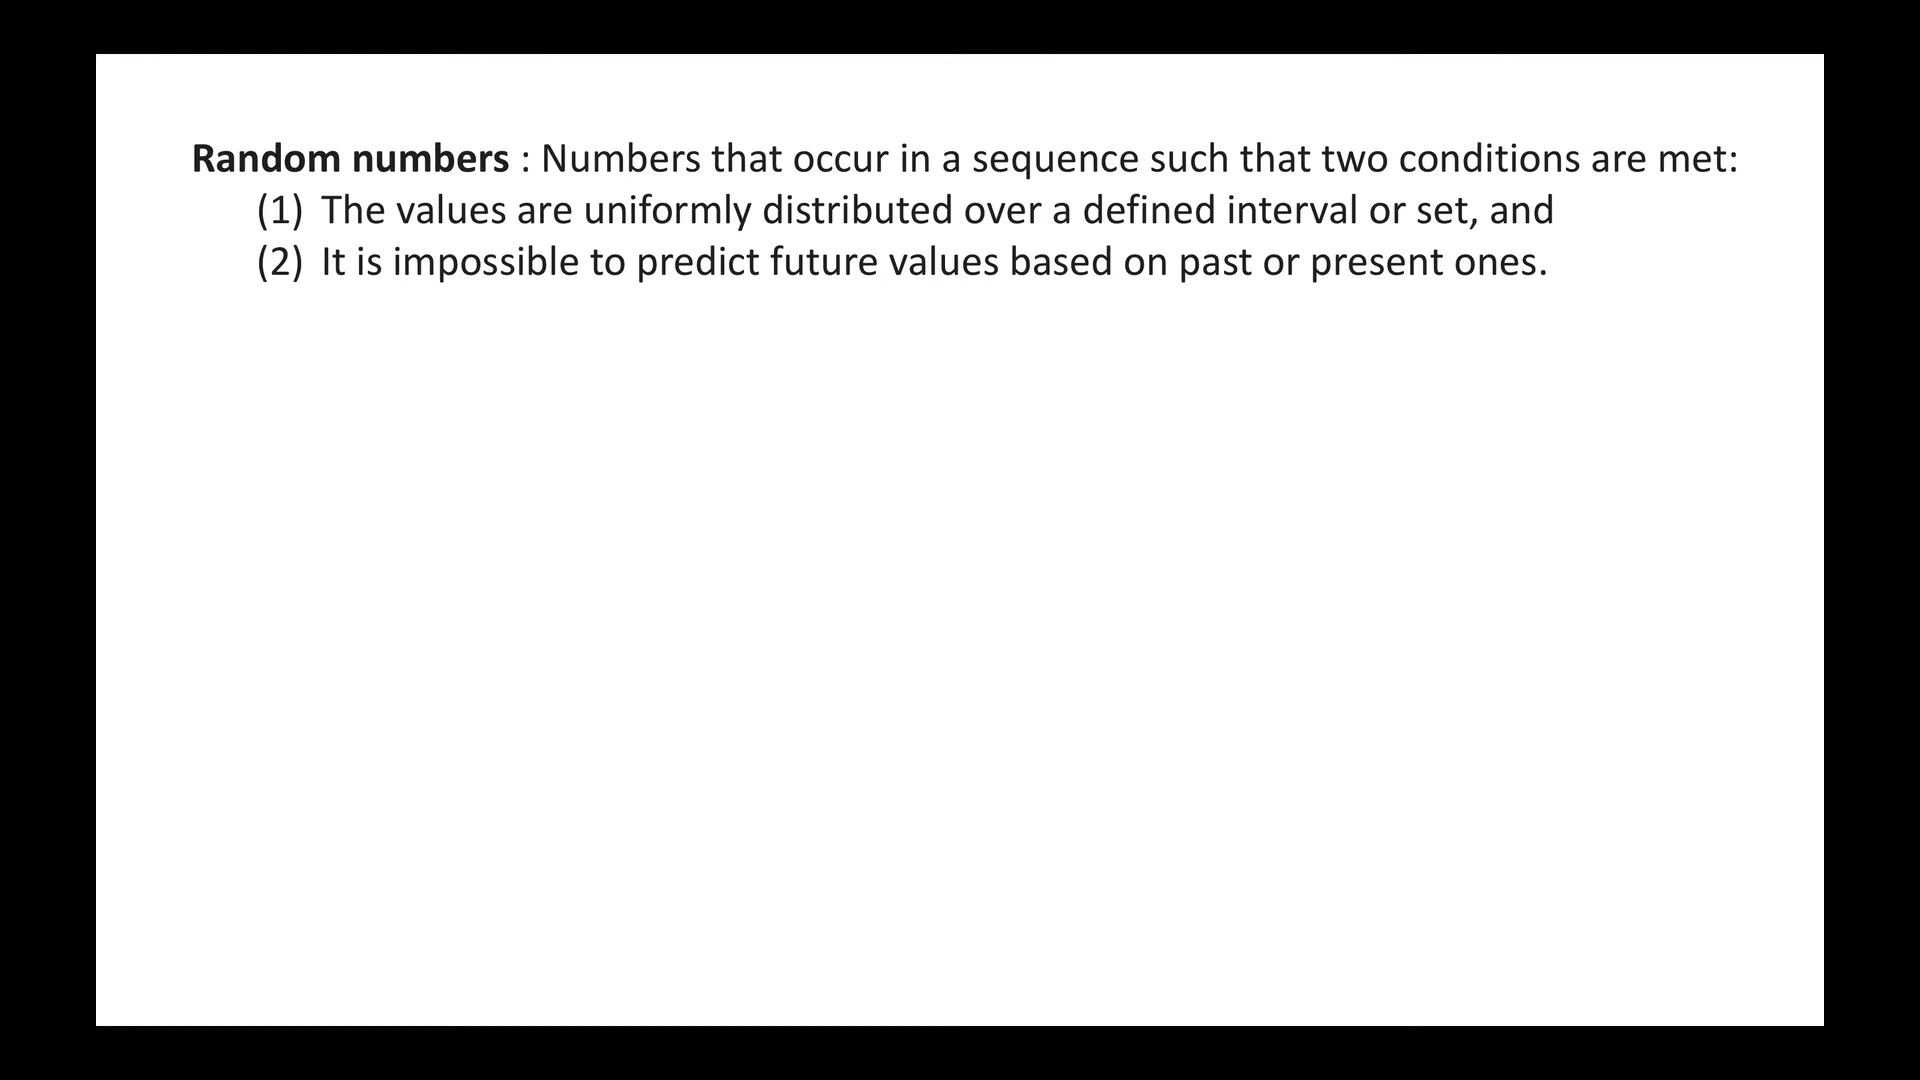 Random numbers : Numbers that occur in a sequence such that two conditions are met:
(1) The values are uniformly distributed over a defined interval or set, and
(2) It is impossible to predict future values based on past or present ones.